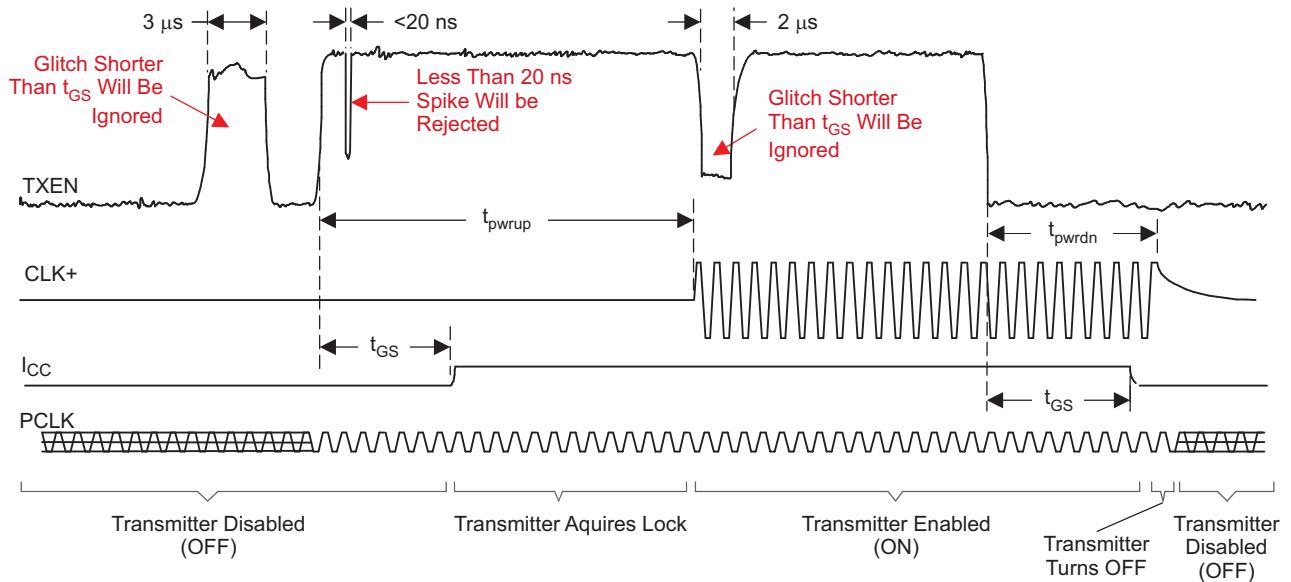 3 μs
<20 ns
2 μs
Glitch Shorter
Than tGS Will Be
Ignored
Less Than 20 ns
Spike Will be
Rejected
Glitch Shorter
Than tGS Will Be
Ignored
TXEN
tpwrup
tpwrdn
CLK+
tGS
ICC
tGS
PCLK
Transmitter Disabled
(OFF)
Transmitter Aquires Lock
Transmitter Enabled
(ON)
Transmitter
Turns OFF
Transmitter
Disabled
(OFF)